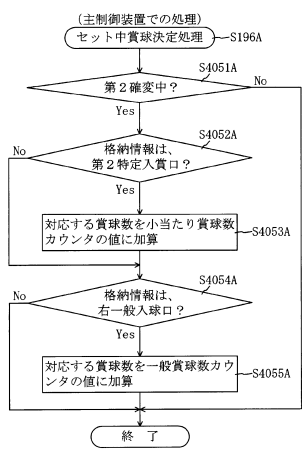 (主制御装置での処理)
セット中賞球決定処理
S196A
S4051A
第2確変中?
No
Yes
S4052A
No
格納情報は、
第2特定入賞口?
Yes
対応する賞球数を小当たり賞球数
カウンタの値に加算
S4053A
S4054A
No
格納情報は、
右一般入球口?
Yes
対応する賞球数を一般賞球数カウ
ンタの値に加算
S4055A
終了